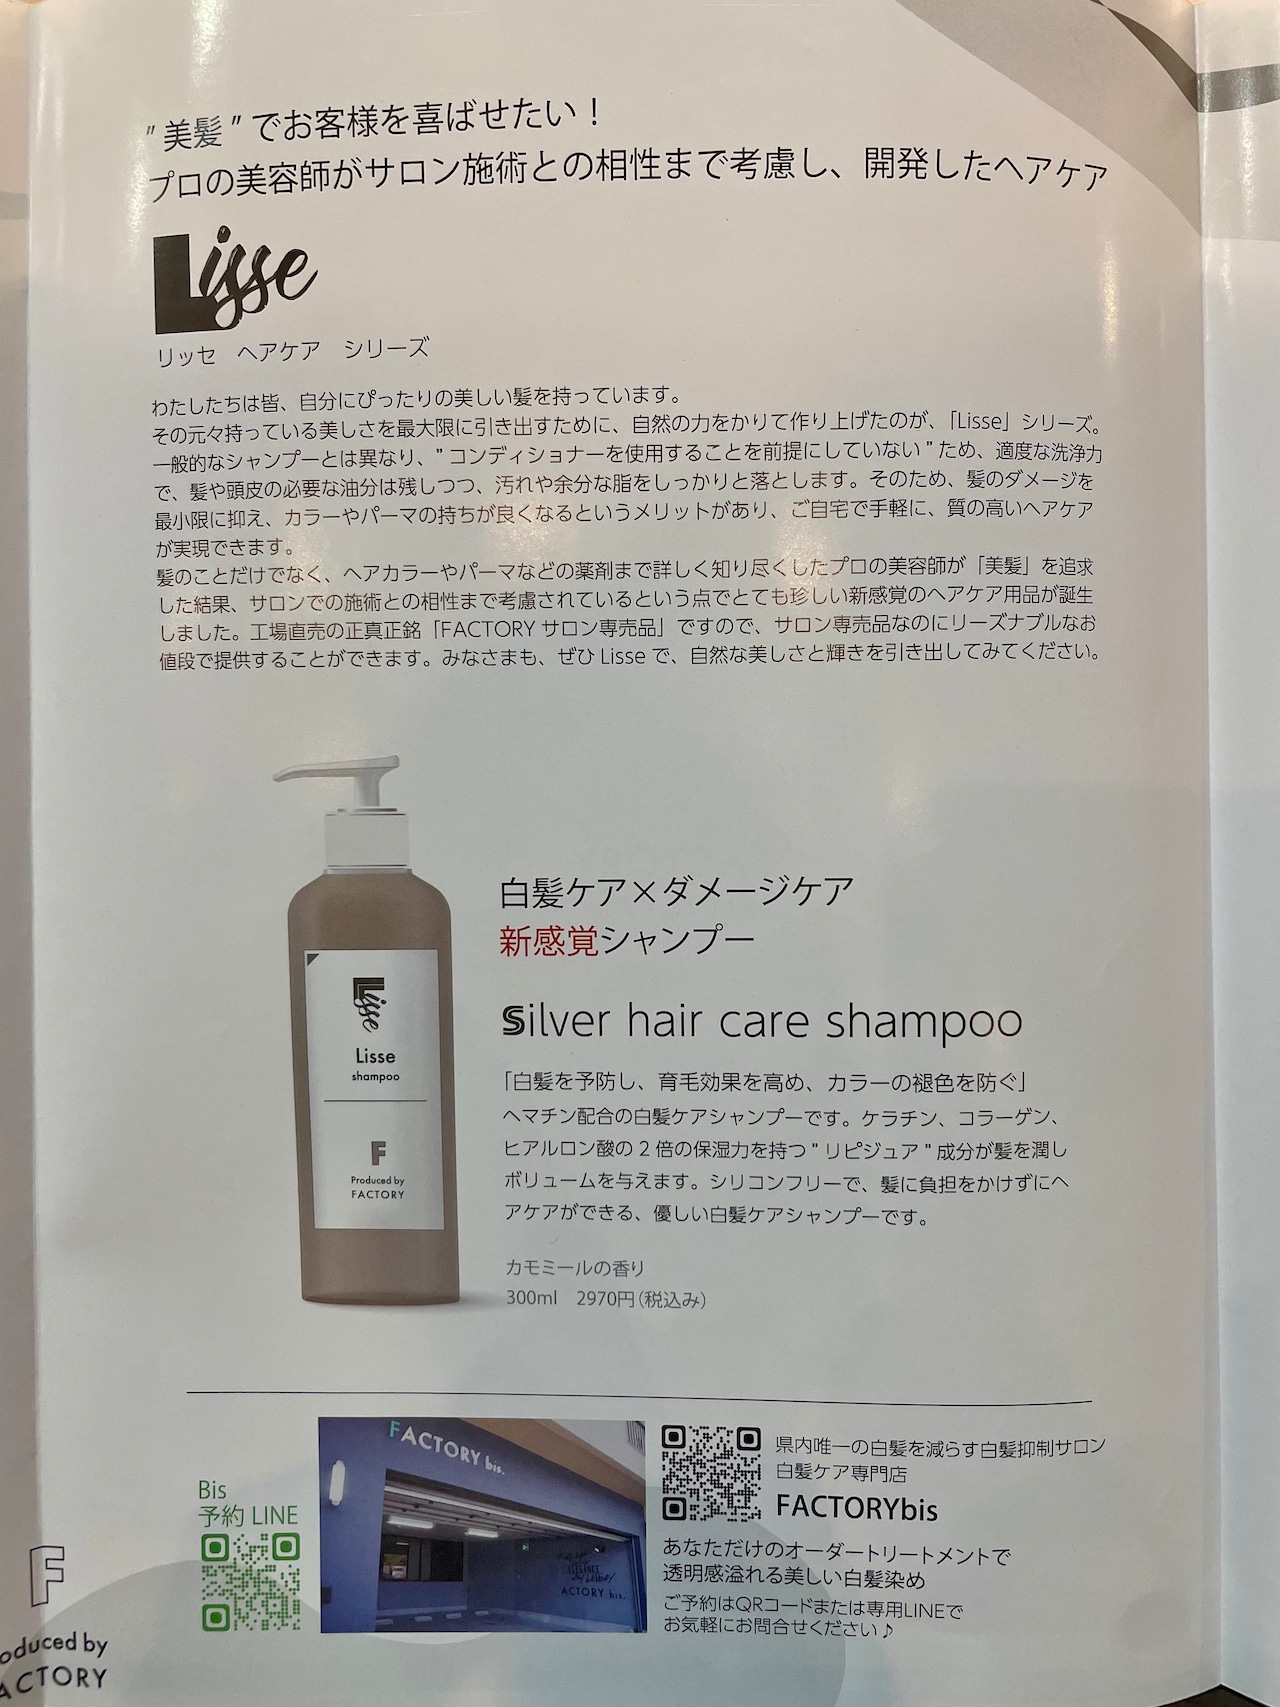 "美髪"でお客様を喜ばせたい！
プロの美容師がサロン施術との相性まで考慮し、開発したヘアケア
Lisse
リッセ　ヘアケア　シリーズ
わたしたちは皆、自分にぴったりの美しい髪を持っています。
その元々持っている美しさを最大限に引き出すために、自然の力をかりて作り上げたのが、「Lisse」シリーズ。
一般的なシャンプーとは異なり、"コンディショナーを使用することを前提にしていない"ため、適度な洗浄力
で、髪や頭皮の必要な油分は残しつつ、汚れや余分な脂をしっかりと落とします。そのため、髪のダメージを
最小限に抑え、カラーやパーマの持ちが良くなるというメリットがあり、ご自宅で手軽に、質の高いヘアケア
が実現できます。
髪のことだけでなく、ヘアカラーやパーマなどの薬剤まで詳しく知り尽くしたプロの美容師が「美髪」を追求
した結果、サロンでの施術との相性まで考慮されているという点でとても珍しい新感覚のヘアケア用品が誕生
しました。工場直売の正真正銘「FACTORYサロン専売品」ですので、サロン専売品なのにリーズナブルなお
値段で提供することができます。みなさまも、ぜひLisseで、自然な美しさと輝きを引き出してみてください。
白髪ケア×ダメージケア
新感覚シャンプー
Silver hair care shampoo
「白髪を予防し、育毛効果を高め、カラーの褪色を防ぐ」
ヘマチン配合の白髪ケアシャンプーです。ケラチン、コラーゲン、
ヒアルロン酸の2倍の保湿力を持つ"リピジュア"成分が髪を潤し
ボリュームを与えます。シリコンフリーで、髪に負担をかけずにヘ
アケアができる、優しい白髪ケアシャンプーです。
カモミールの香り
300ml　2970円（税込み）
Lisse
Lisse
shampoo
F
Produced by
FACTORY
Bis
予約LINE
FACTORY bis.
ACTORY bis.
県内唯一の白髪を減らす白髪抑制サロン
白髪ケア専門店
FACTORYbis
あなただけのオーダートリートメントで
透明感溢れる美しい白髪染め
ご予約はQRコードまたは専用LINEで
お気軽にお問合せください♪
F
oduced by
ACTORY